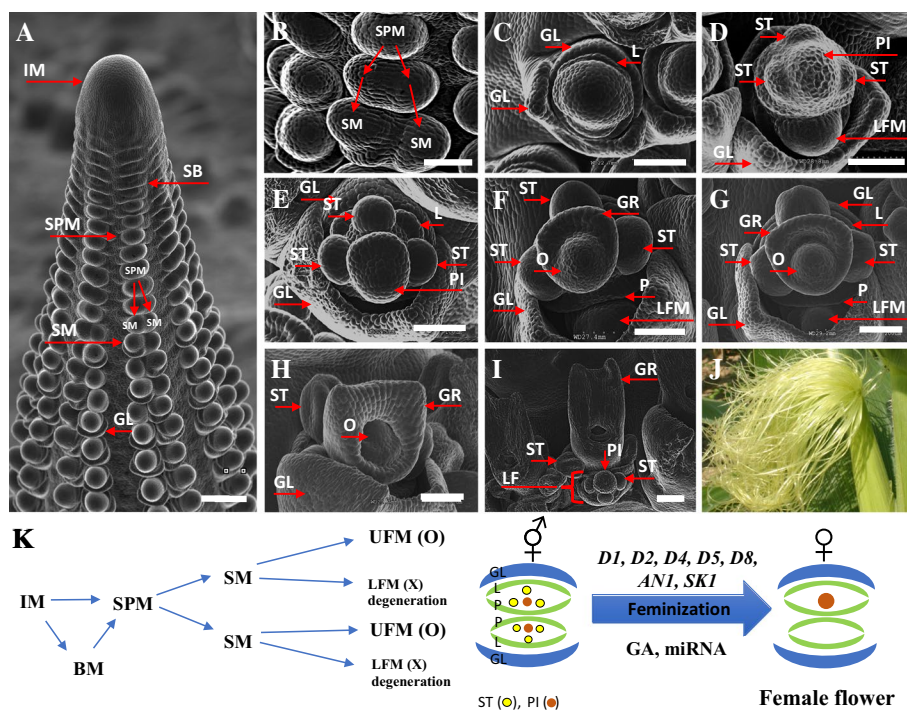 A
IM
SB
SPM
SPM
SM
SM
SM
GL
B
SPM
SM
SM
C
GL
L
GL
D
ST
PI
ST
ST
LFM
GL
E
GL
ST
L
ST
ST
PI
GL
F
ST
GR
ST
O
P
GL
LFM
G
GL
GR
L
ST
O
ST
P
GL
LFM
WD27.4mm
H
ST
GR
O
GL
I
GR
PI
ST
ST
LF
J
K
IM
BM
SPM
SM
SM
UFM (O)
LFM (X)
degeneration
UFM (O)
LFM (X)
degeneration
⚥
GL
L
P
P
L
GL
ST (), PI ()
D1, D2, D4, D5, D8,
AN1, SK1
Feminization
GA, miRNA
♀
Female flower